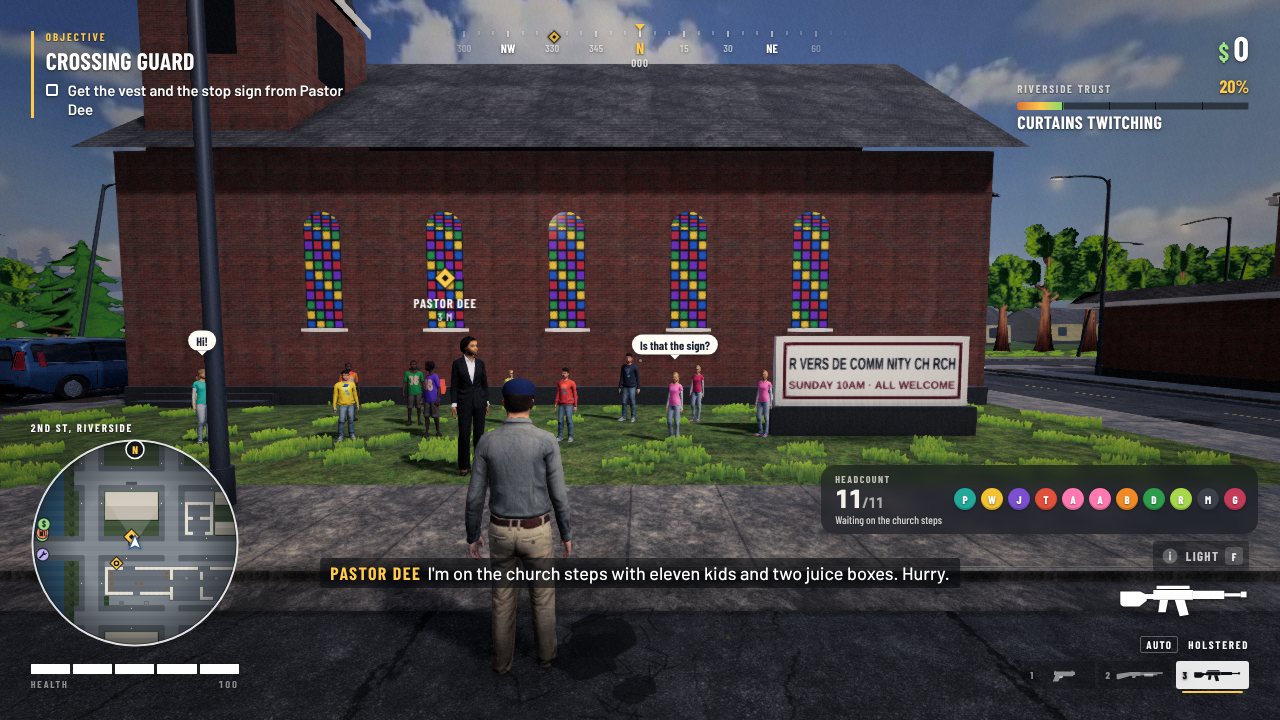 OBJECTIVE
CROSSING GUARD
Get the vest and the stop sign from Pastor
Dee
300 NW 330 345 N 15 30 NE 60
000
$0
RIVERSIDE TRUST 20%
CURTAINS TWITCHING
PASTOR DEE
3 M
Hi!
Is that the sign?
R VERS DE COMM NITY CH RCH
SUNDAY 10AM · ALL WELCOME
2ND ST, RIVERSIDE
N
$
HEADCOUNT
11/11
P W J T A A B D R M G
Waiting on the church steps
PASTOR DEE I'm on the church steps with eleven kids and two juice boxes. Hurry.
i LIGHT F
AUTO HOLSTERED
1 2 3
HEALTH 100